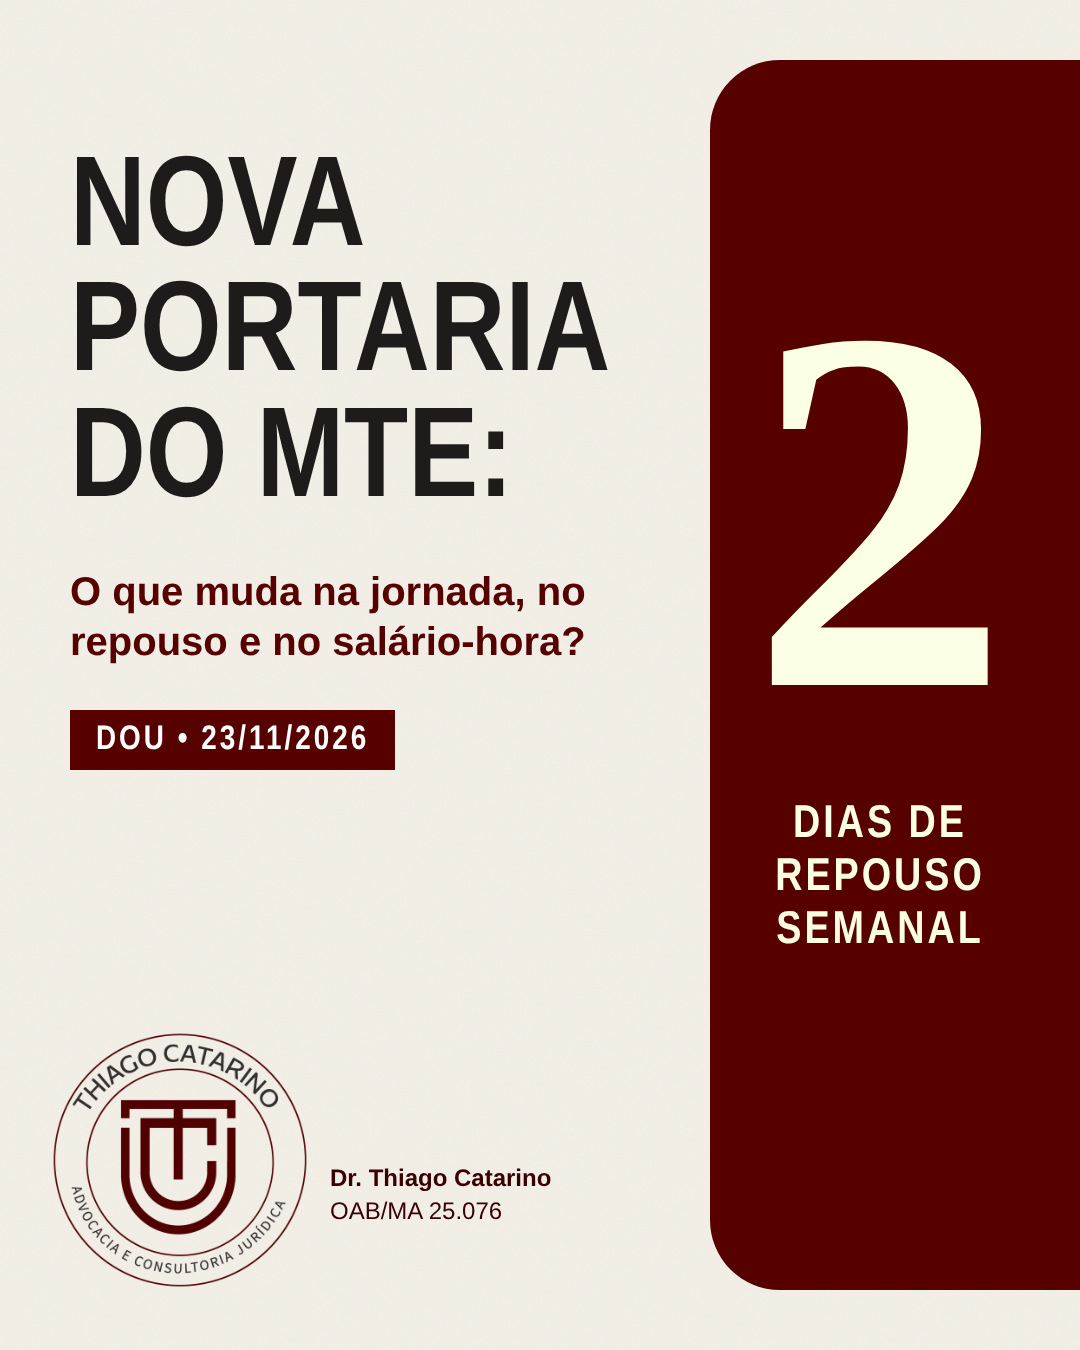 NOVA
PORTARIA
DO MTE:
O que muda na jornada, no
repouso e no salário-hora?
DOU • 23/11/2026
2
DIAS DE
REPOUSO
SEMANAL
THIAGO CATARINO
ADVOCACIA E CONSULTORIA JURÍDICA
Dr. Thiago Catarino
OAB/MA 25.076